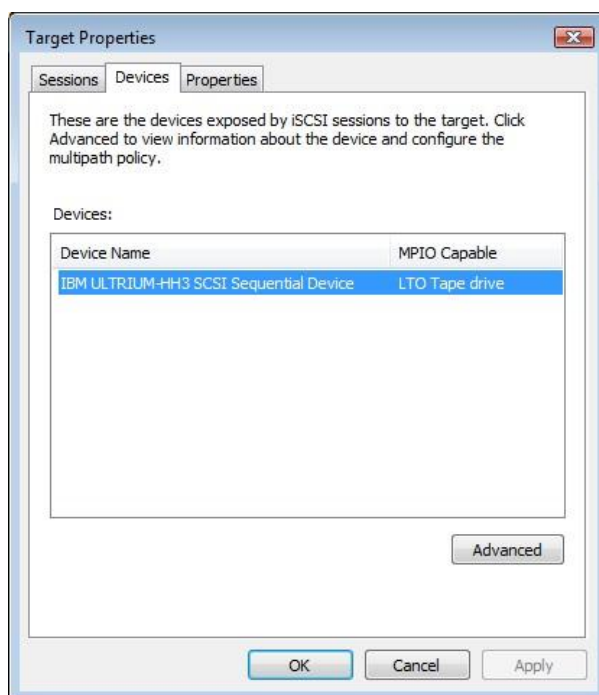 Target Properties
Sessions Devices Properties
These are the devices exposed by iSCSI sessions to the target. Click
Advanced to view information about the device and configure the
multipath policy.
Devices:
Device Name MPIO Capable
IBM ULTRIUM-HH3 SCSI Sequential Device LTO Tape drive
Advanced
OK Cancel Apply